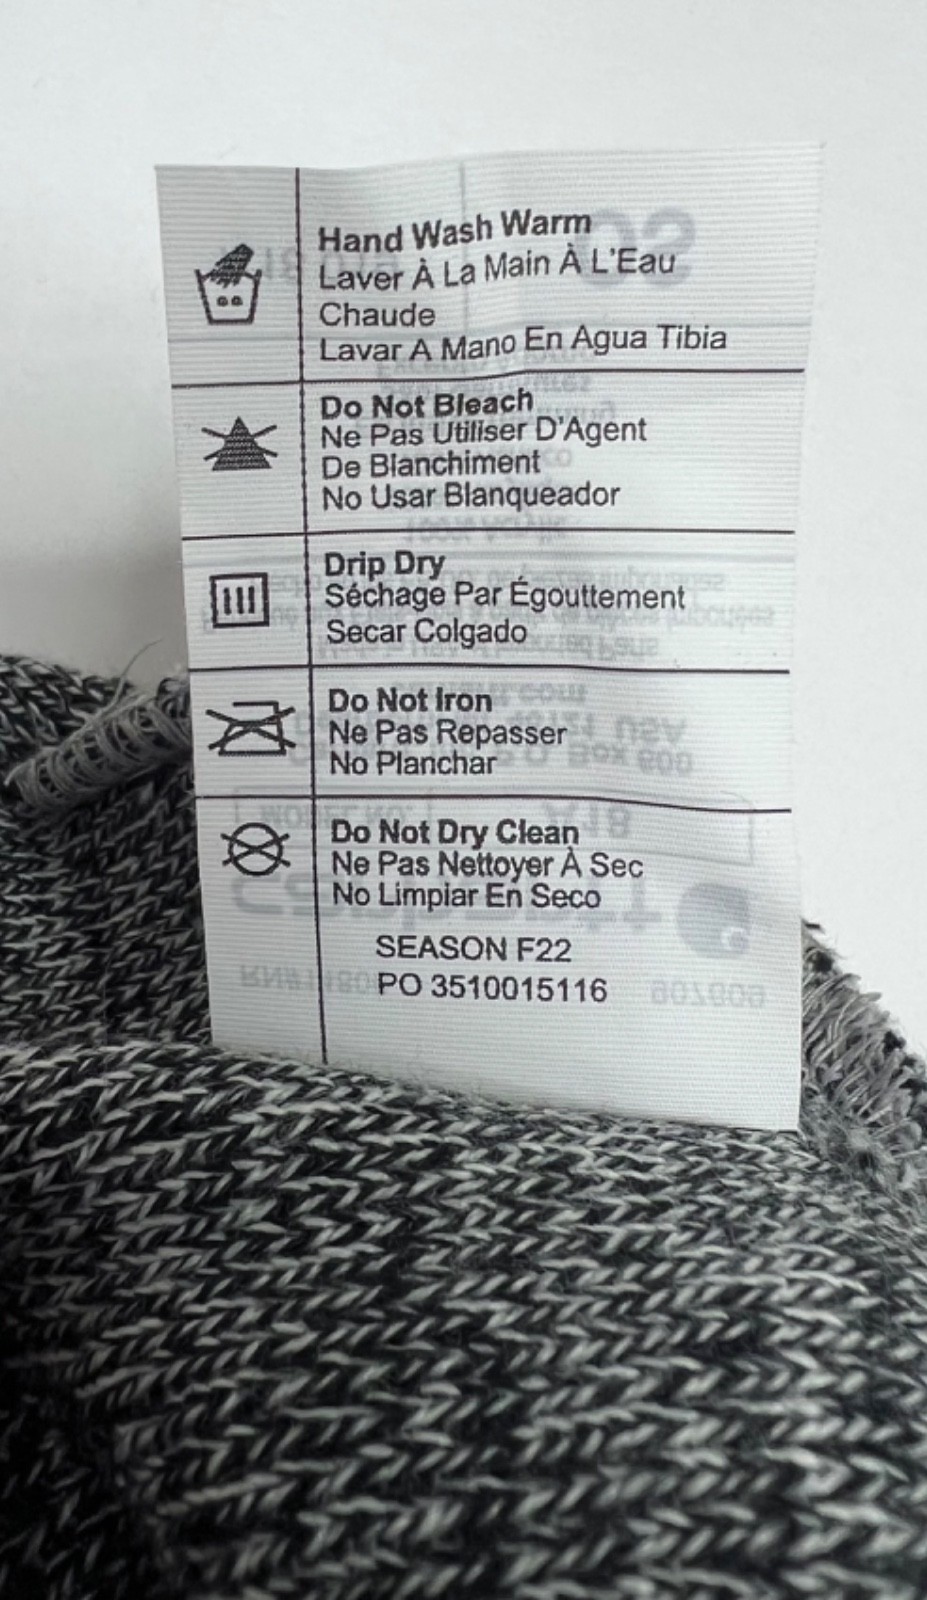 Hand Wash Warm
Laver À La Main À L'Eau
Chaude
Lavar A Mano En Agua Tibia
Do Not Bleach
Ne Pas Utiliser D'Agent
De Blanchiment
No Usar Blanqueador
Drip Dry
Séchage Par Égouttement
Secar Colgado
Do Not Iron
Ne Pas Repasser
No Planchar
Do Not Dry Clean
Ne Pas Nettoyer À Sec
No Limpiar En Seco
SEASON F22
PO 3510015116